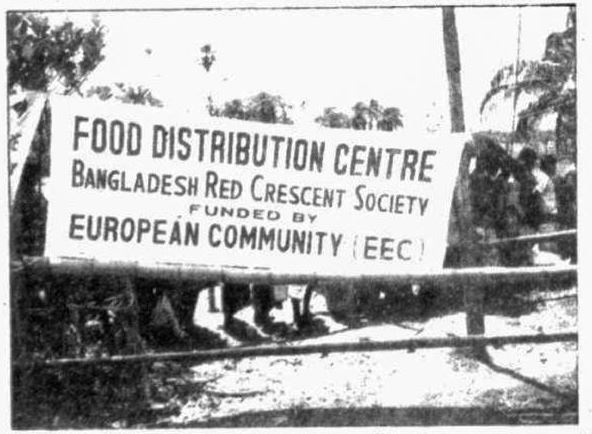 FOOD DISTRIBUTION CENTRE
BANGLADESH RED CRESCENT SOCIETY
FUNDED BY
EUROPEAN COMMUNITY (EEC)